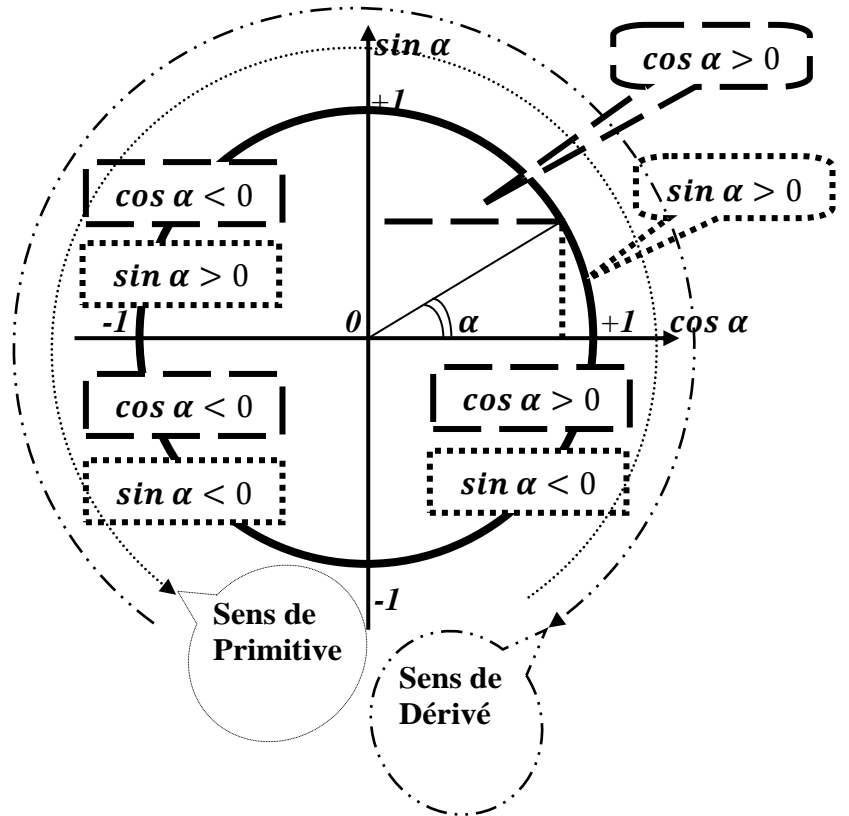 sin α
cos α > 0
+1
cos α < 0
sin α > 0
sin α > 0
-1
0
α
+1
cos α
cos α < 0
cos α > 0
sin α < 0
sin α < 0
-1
Sens de
Primitive
Sens de
Dérivé